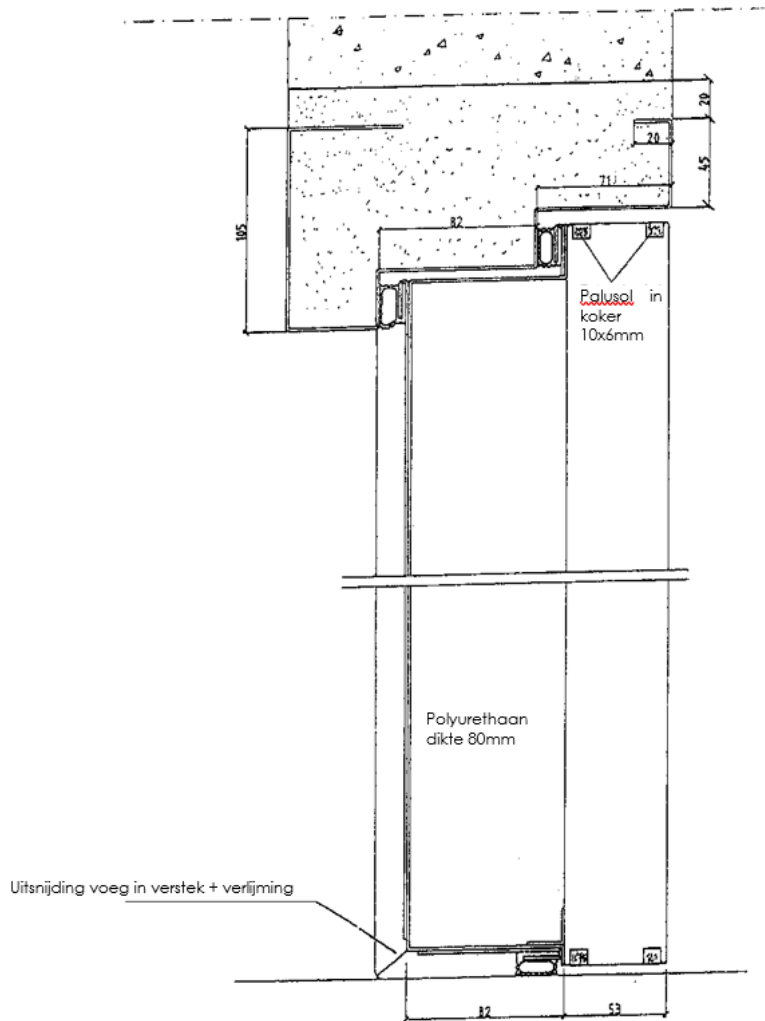 20
20
45
71
82
105
Palusol in
koker
10x6mm
Polyurethaan
dikte 80mm
Uitsnijding voeg in verstek + verlijming
82
53